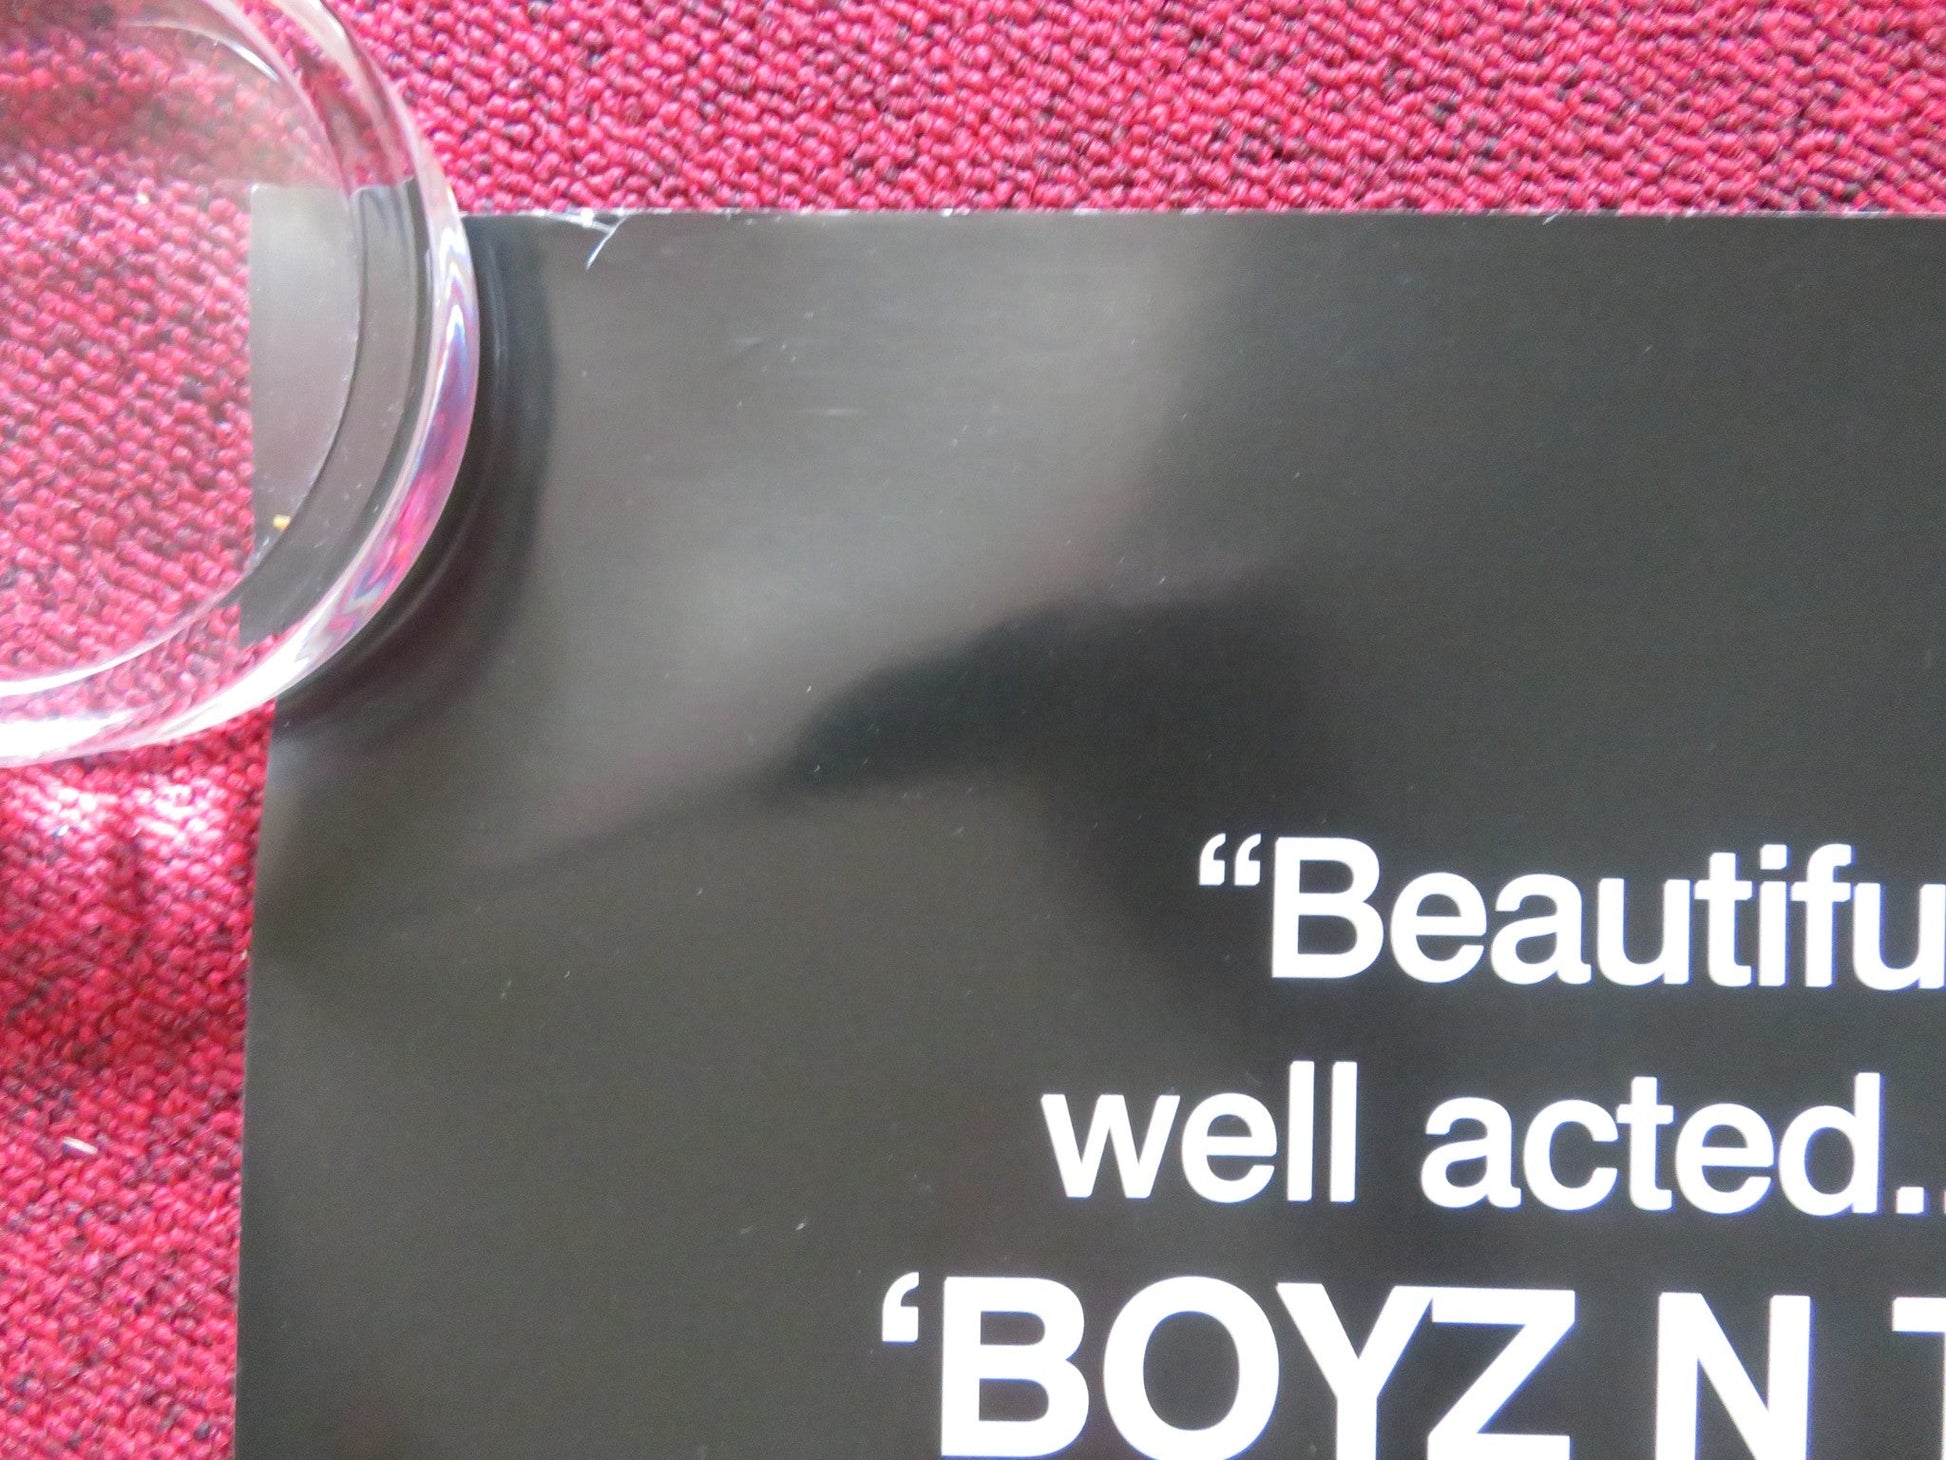 “Beautifu
well acted..
‘BOYZ N T